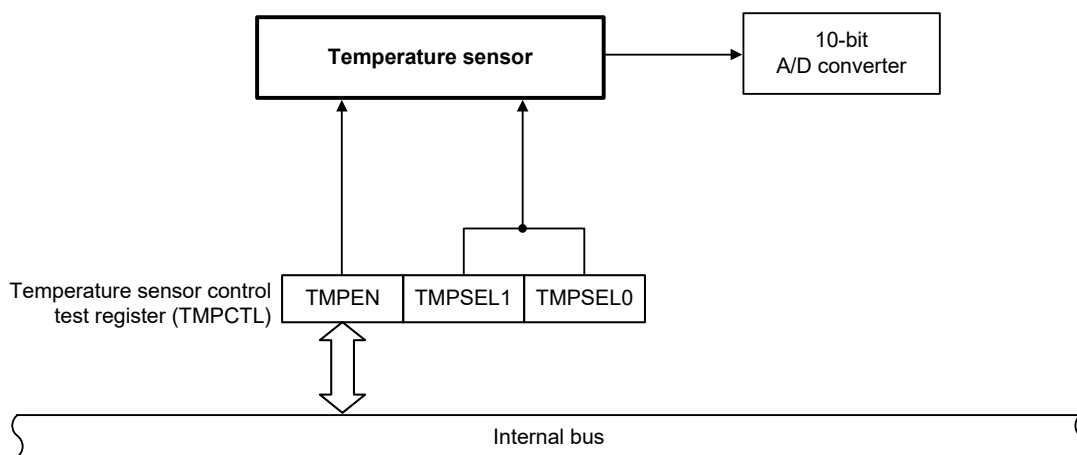 Temperature sensor
10-bit
A/D converter
Temperature sensor control
test register (TMPCTL)
TMPEN
TMPSEL1
TMPSEL0
Internal bus